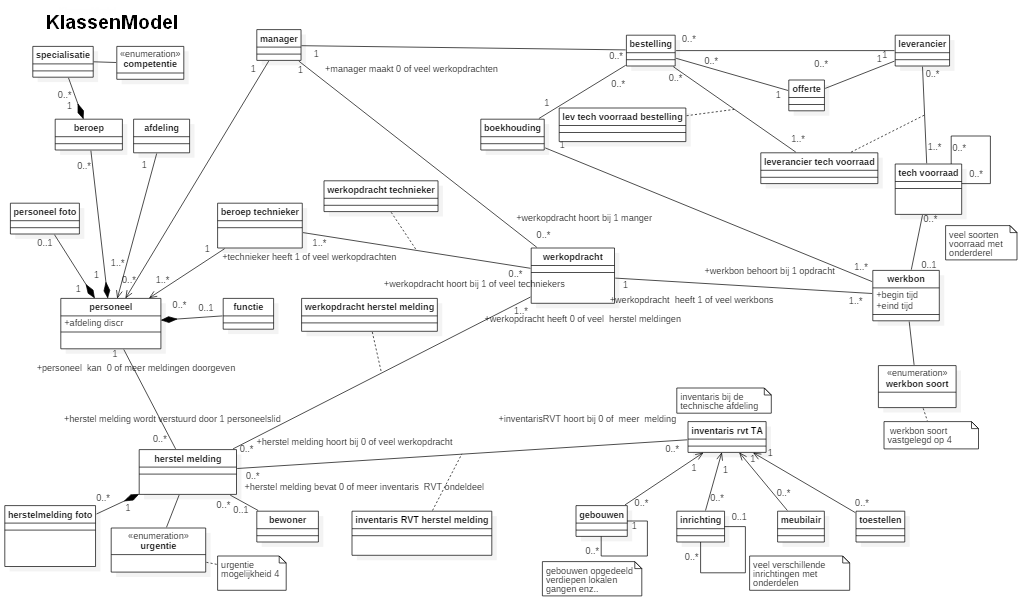 KlassenModel
specialisatie
«enumeration»
competentie
manager
bestelling
leverancier
0..*
1
1
0..*
0..*
1
1
1
1
0..*
0..*
0..*
0..*
0..*
+manager maakt 0 of veel werkopdrachten
offerte
1
0..*
1
1
beroep
afdeling
boekhouding
lev tech voorraad bestelling
1
1..*
1..*
0..*
0..*
0..*
1
leverancier tech voorraad
tech voorraad
werkopdracht technieker
personeel foto
beroep technieker
0..1
1..*
+werkopdracht hoort bij 1 manger
0..*
0..*
veel soorten
voorraad met
onderderel
1
+technieker heeft 1 of veel werkopdrachten
werkopdracht
1..*
0..1
1
1..*
0..*
1..*
1
0..*
+werkbon behoort bij 1 opdracht
+werkopdracht hoort bij 1 of veel techniekers
1
werkbon
+begin tijd
+eind tijd
1..*
+werkopdracht  heeft 1 of veel werkbons
personeel
+afdeling discr
0..*
0..1
functie
werkopdracht herstel melding
1..*
+werkopdracht heeft 0 of veel  herstel meldingen
1
+personeel  kan  0 of meer meldingen doorgeven
«enumeration»
werkbon soort
inventaris bij de
technische afdeling
+herstel melding wordt verstuurd door 1 personeelslid
+inventarisRVT hoort bij 0 of  meer  melding
inventaris rvt TA
werkbon soort
vastgelegd op 4
0..*
+herstel melding hoort bij 0 of veel werkopdracht
0..*
0..*
herstel melding
0..*
1
1
1
1
+herstel melding bevat 0 of meer inventaris  RVT ondeldeel
0..*
1
0..*
0..1
0..*
0..*
0..*
0..*
herstelmelding foto
bewoner
inventaris RVT herstel melding
gebouwen
1
inrichting
0..1
meubilair
toestellen
«enumeration»
urgentie
0..*
0..*
urgentie
mogelijkheid 4
gebouwen opgedeeld
verdiepen lokalen
gangen enz..
veel verschillende
inrichtingen met
onderdelen